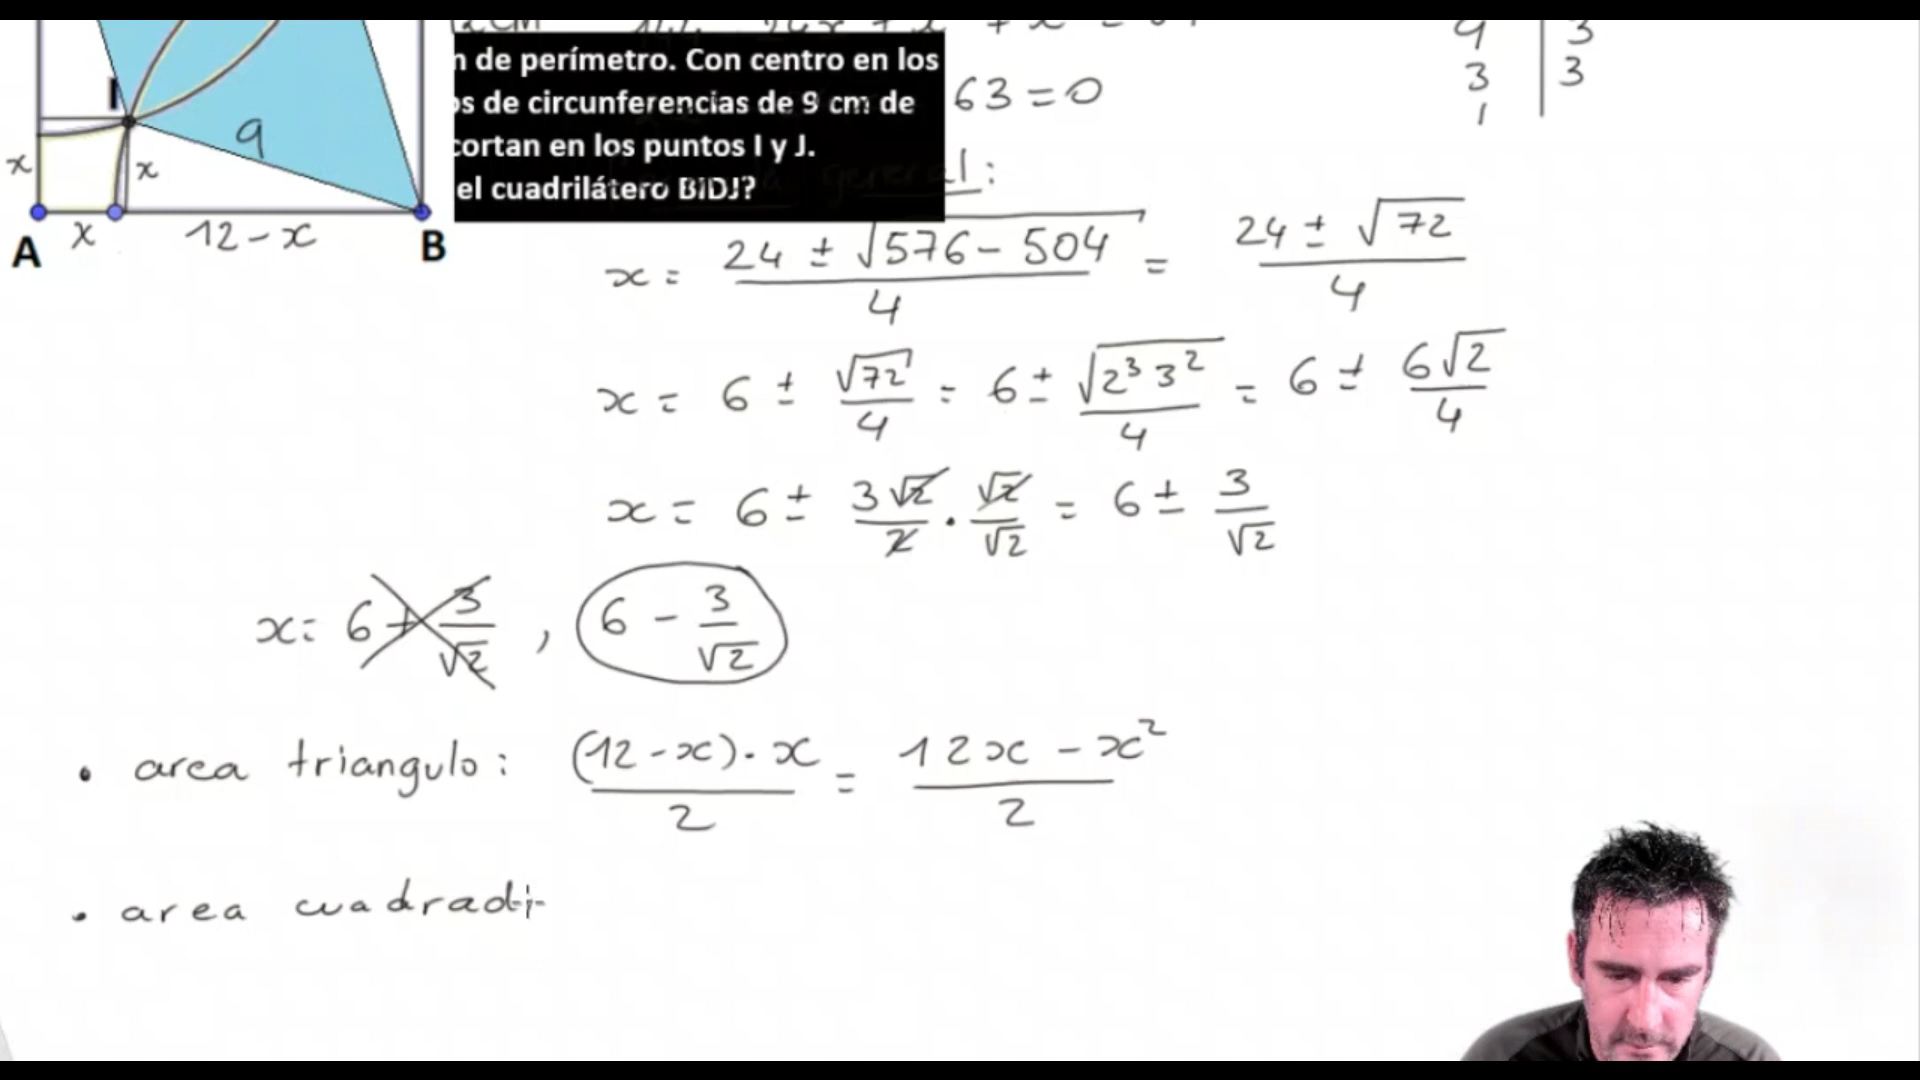 n de perímetro. Con centro en los
os de circunferencias de 9 cm de
cortan en los puntos I y J.
el cuadrilátero BIDJ?
63 = 0
general:
9 | 3
3 | 3
1
I
9
x
x
A x 12 - x B
x = (24 ± √(576 - 504))/4 = (24 ± √72)/4
x = 6 ± √72/4 = 6 ± √(2³3²)/4 = 6 ± 6√2/4
x = 6 ± 3√2/2 · √2/√2 = 6 ± 3/√2
x = 6 + 3/√2 , 6 - 3/√2
• area triangulo: ((12 - x) · x)/2 = (12x - x²)/2
• area cuadrad